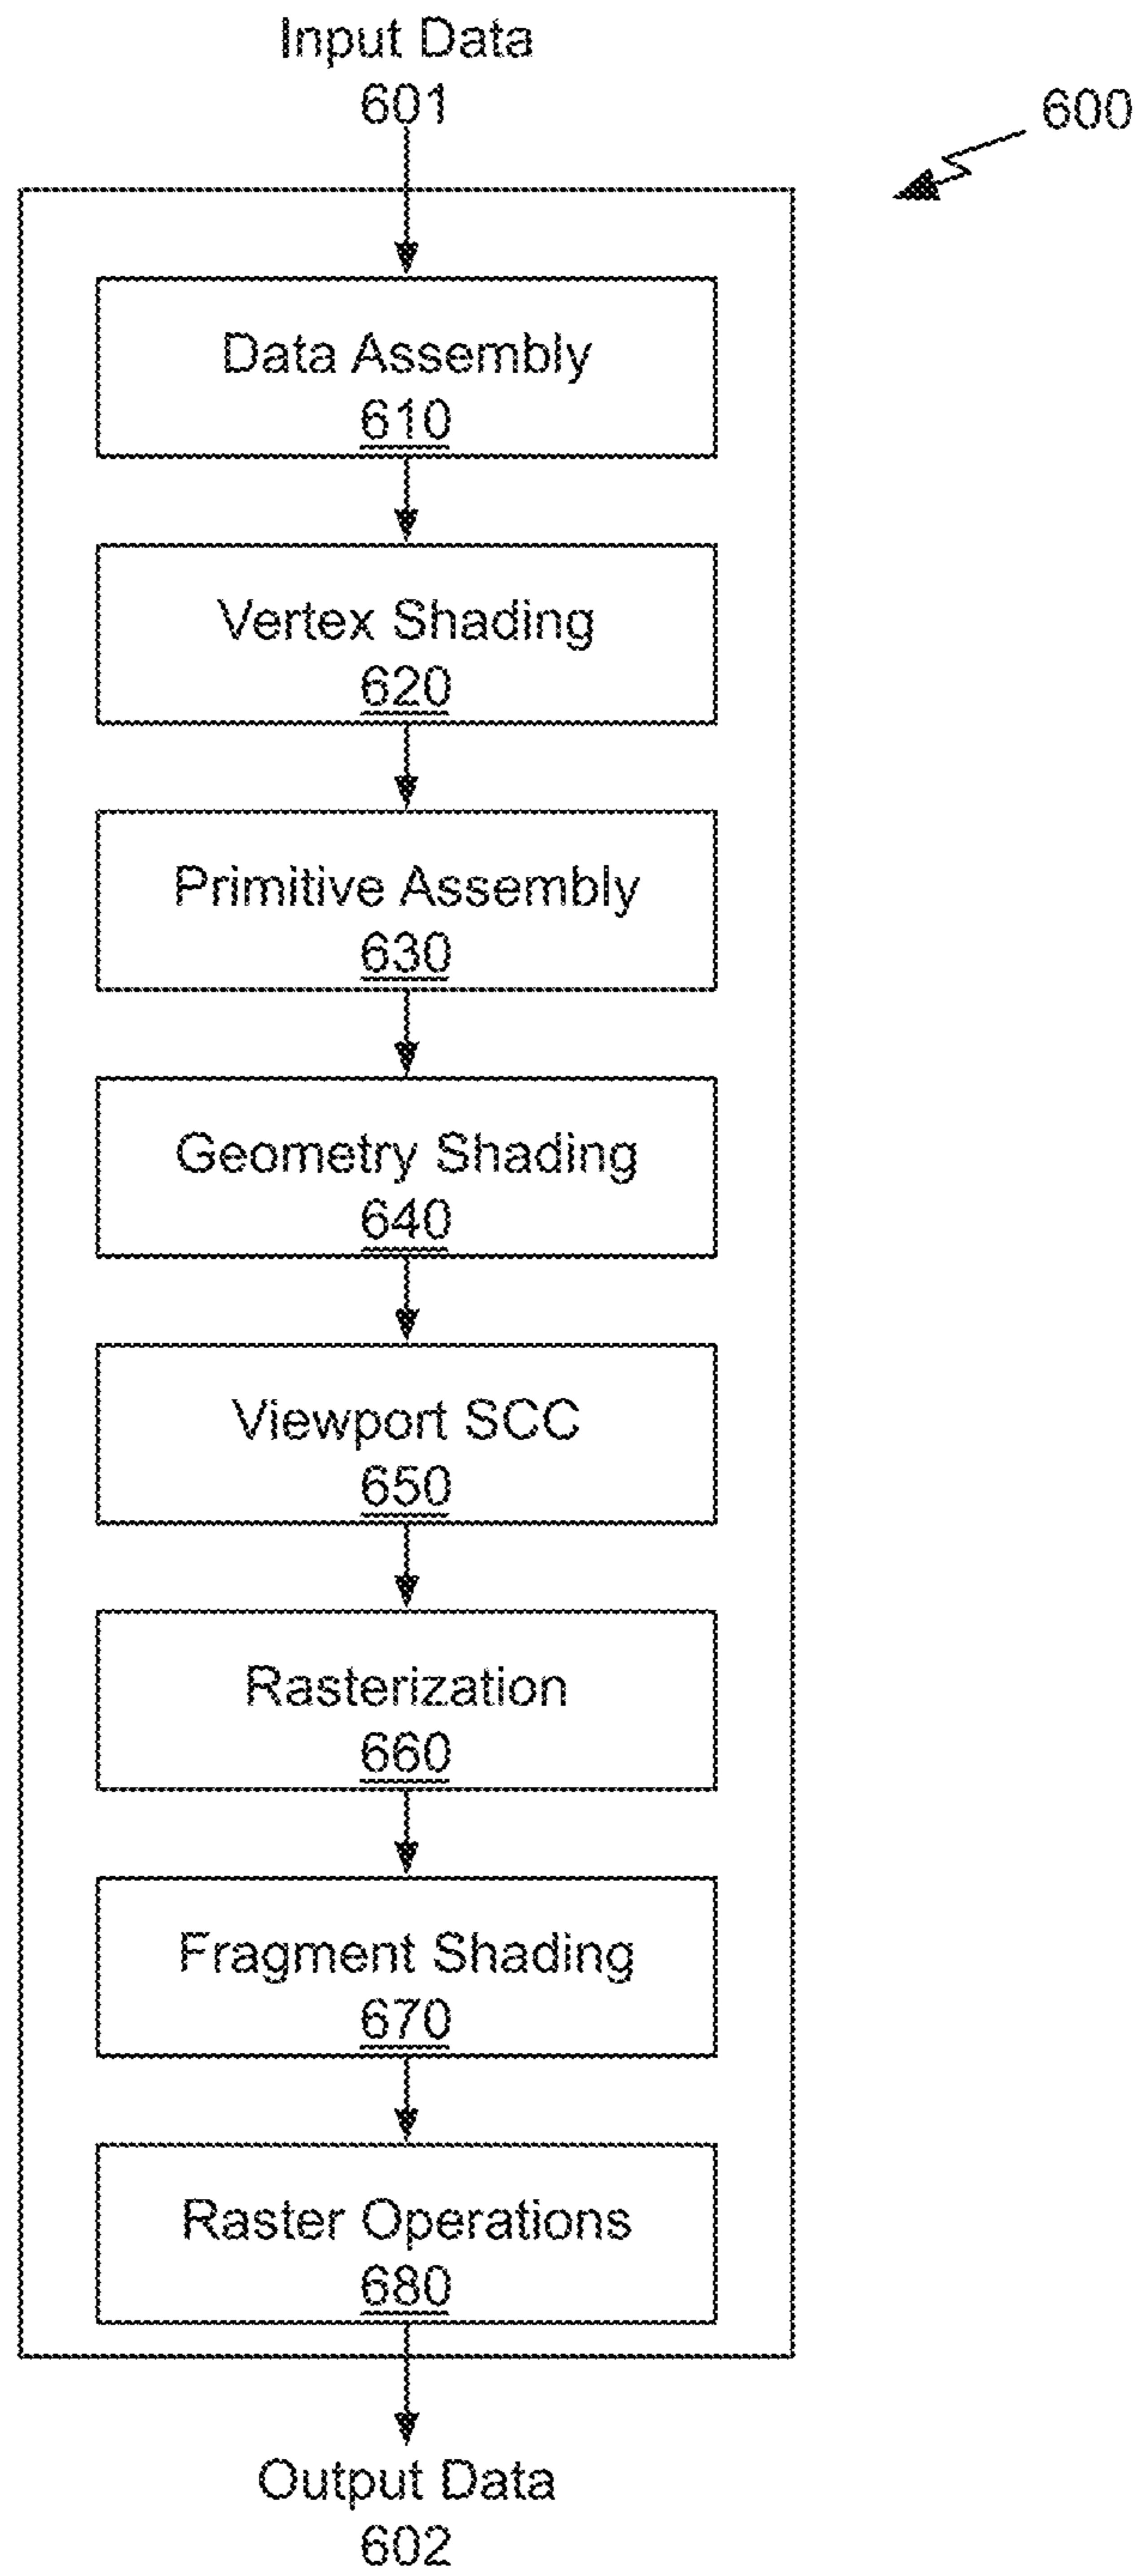 Input Data
601
600
Data Assembly
610
Vertex Shading
620
Primitive Assembly
630
Geometry Shading
640
Viewport SCC
650
Rasterization
660
Fragment Shading
670
Raster Operations
680
Output Data
602